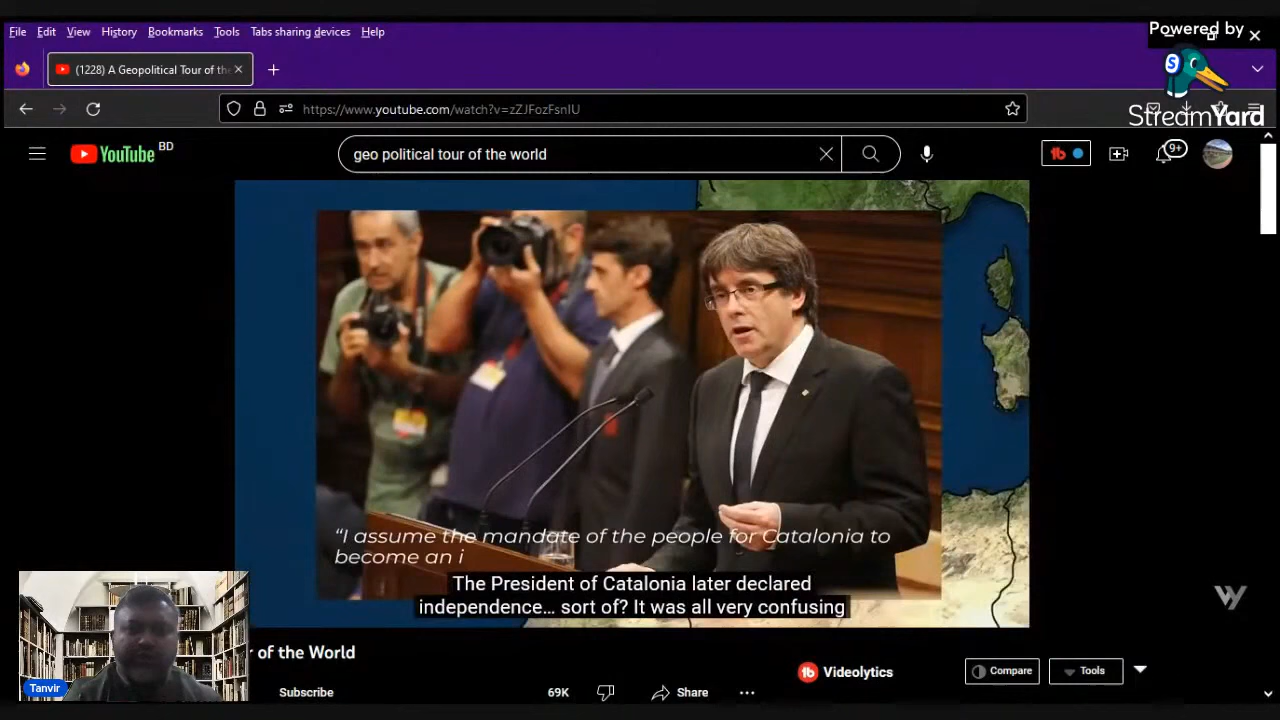 File Edit View History Bookmarks Tools Tabs sharing devices Help
Powered by
(1228) A Geopolitical Tour of the
StreamYard
https://www.youtube.com/watch?v=zZJFozFsnIU
YouTube BD
geo political tour of the world
9+
“I assume the mandate of the people for Catalonia to
become an i
The President of Catalonia later declared
independence... sort of? It was all very confusing
of the World
Videolytics
Compare
Tools
Tanvir
Subscribe
69K
Share